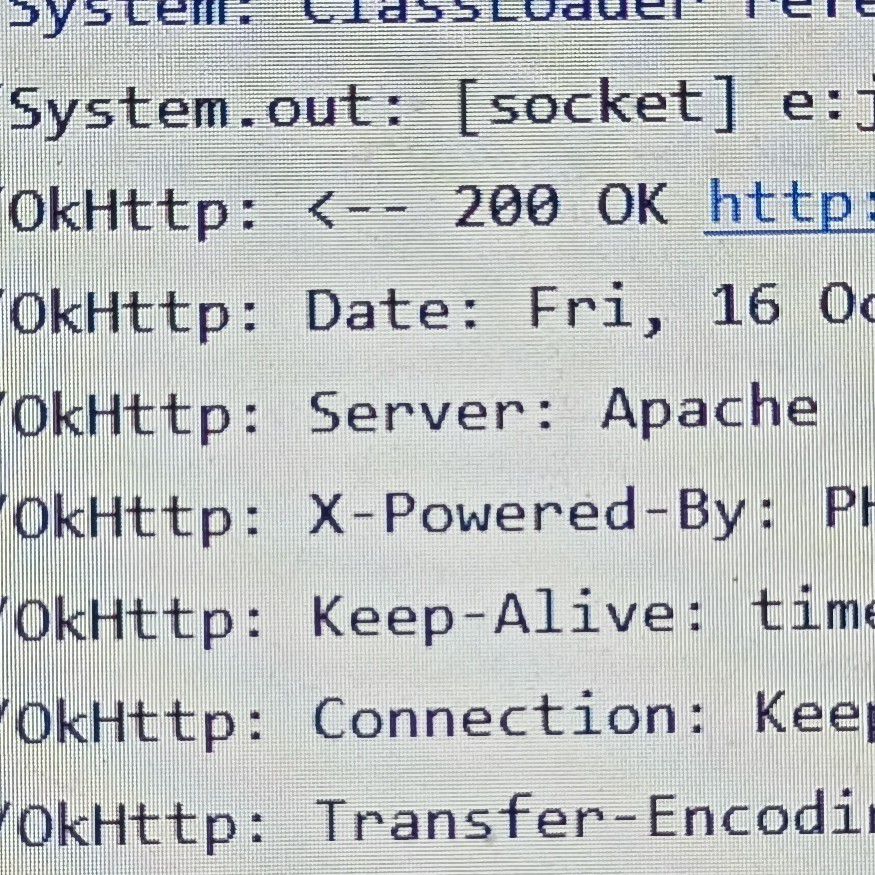 System: ClassLoader refe
/System.out: [socket] e:j
/OkHttp: <-- 200 OK http:
/OkHttp: Date: Fri, 16 Oc
/OkHttp: Server: Apache
/OkHttp: X-Powered-By: PH
/OkHttp: Keep-Alive: time
/OkHttp: Connection: Keep
/OkHttp: Transfer-Encodin